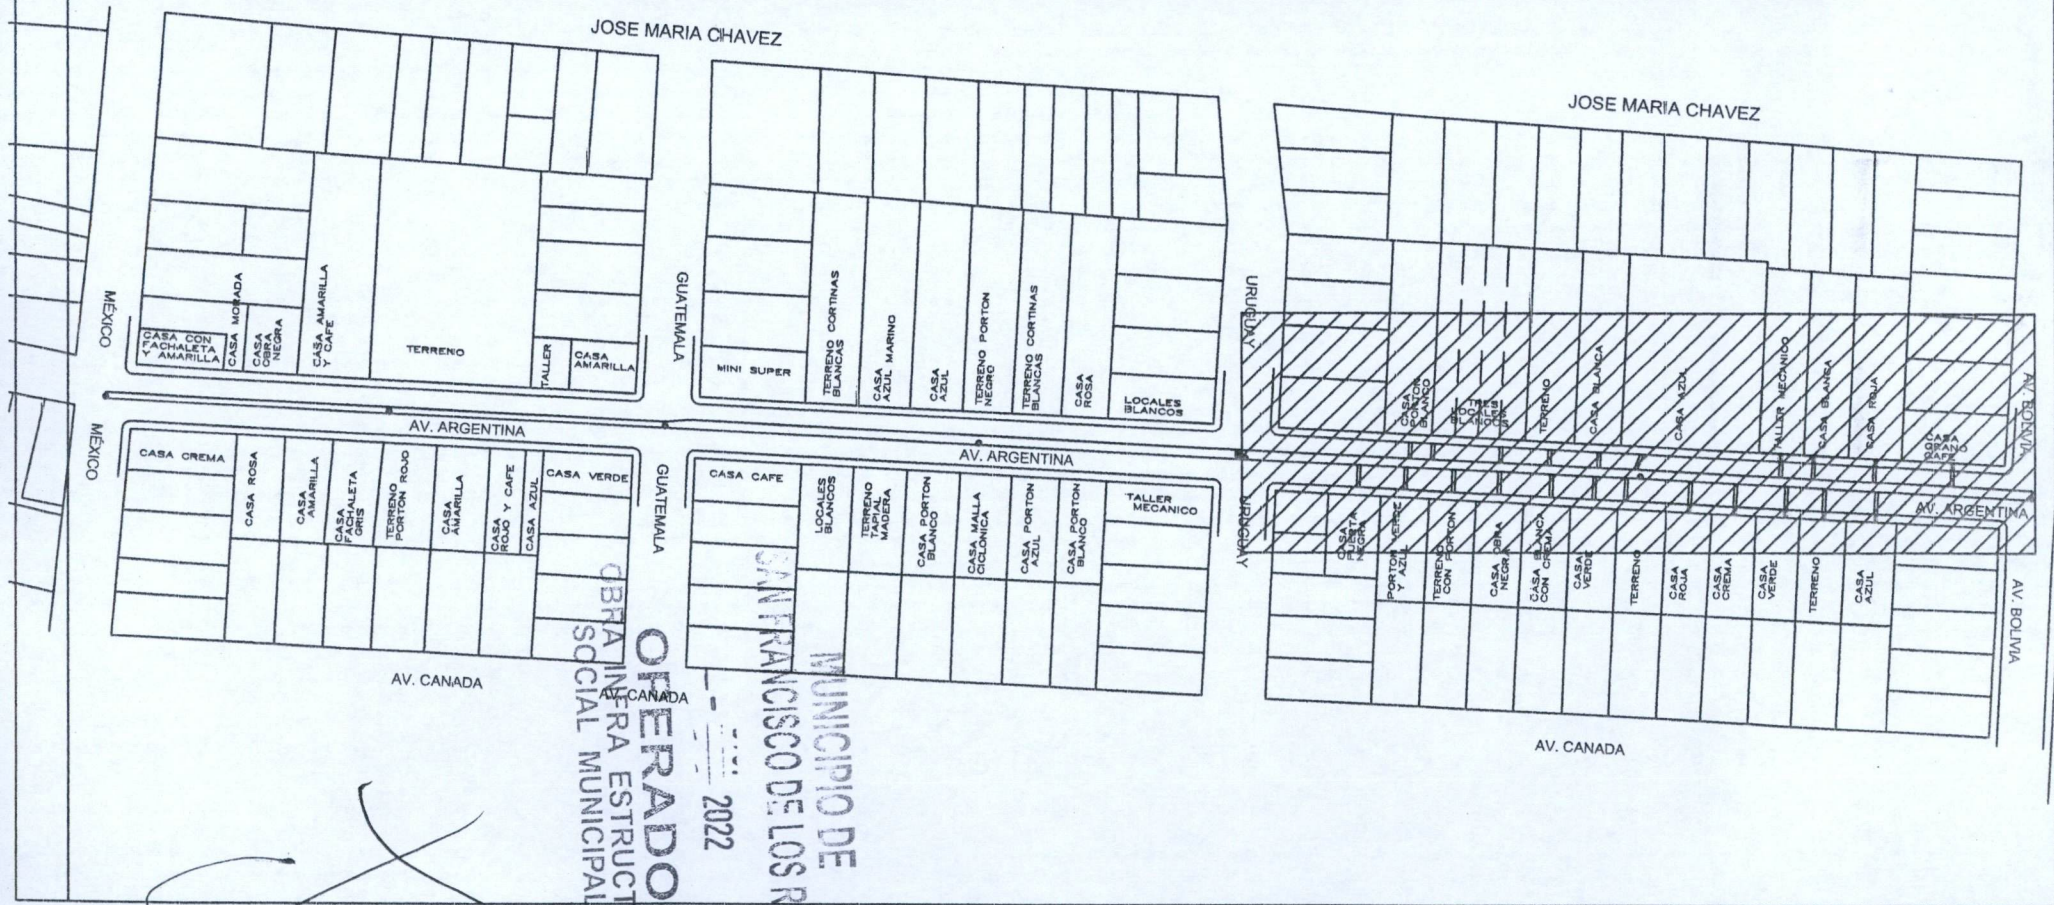 JOSE MARIA CHAVEZ
JOSE MARIA CHAVEZ
MÉXICO
CASA CON
FACHALETA
Y AMARILLA
CASA MORADA
CASA
OBRA
NEGRA
CASA AMARILLA
Y CAFE
TERRENO
TALLER
CASA
AMARILLA
GUATEMALA
MINI SUPER
TERRENO CORTINAS
BLANCAS
CASA
AZUL MARINO
CASA
AZUL
TERRENO PORTON
NEGRO
TERRENO CORTINAS
BLANCAS
CASA
ROSA
LOCALES
BLANCOS
URUGUAY
CASA
PORTON
BLANCO
TERRENO
CASA BLANCA
CASA AZUL
TALLER MECANICO
CASA BLANCA
CASA ROJA
CASA
GRANO
CAFE
AV. BOLIVIA
AV. ARGENTINA
AV. ARGENTINA
AV. ARGENTINA
MÉXICO
CASA CREMA
CASA ROSA
CASA
AMARILLA
CASA
FACHALETA
GRIS
TERRENO
PORTON ROJO
CASA
AMARILLA
CASA
ROJO Y CAFE
CASA AZUL
CASA VERDE
GUATEMALA
CASA CAFE
LOCALES
BLANCOS
TERRENO
TAPIAL
MADERA
CASA PORTON
BLANCO
CASA MALLA
CICLONICA
CASA PORTON
AZUL
CASA PORTON
BLANCO
TALLER
MECANICO
URUGUAY
CASA
PUERTA
NEGRA
PORTON VERDE
Y AZUL
TERRENO
CON PORTON
CASA OBRA
NEGRA
CASA BLANCA
CON CREMA
CASA
VERDE
TERRENO
CASA
ROJA
CASA
CREMA
CASA
VERDE
TERRENO
CASA
AZUL
AV. BOLIVIA
AV. CANADA
AV. CANADA
AV. CANADA
MUNICIPIO DE
SAN FRANCISCO DE LOS R
2022
OPERADO
OBRA INFRA ESTRUCT
SOCIAL MUNICIPAL